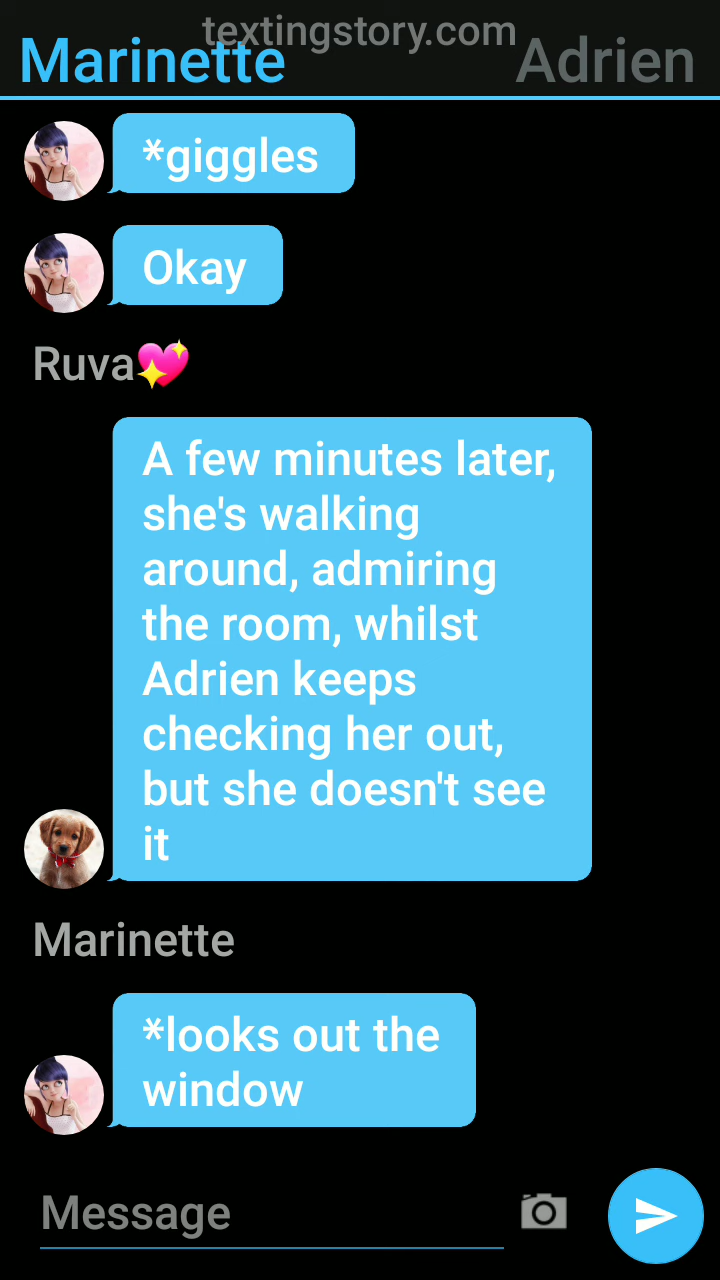 textingstory.com
Marinette Adrien
*giggles
Okay
Ruva💖
A few minutes later,
she's walking
around, admiring
the room, whilst
Adrien keeps
checking her out,
but she doesn't see
it
Marinette
*looks out the
window
Message